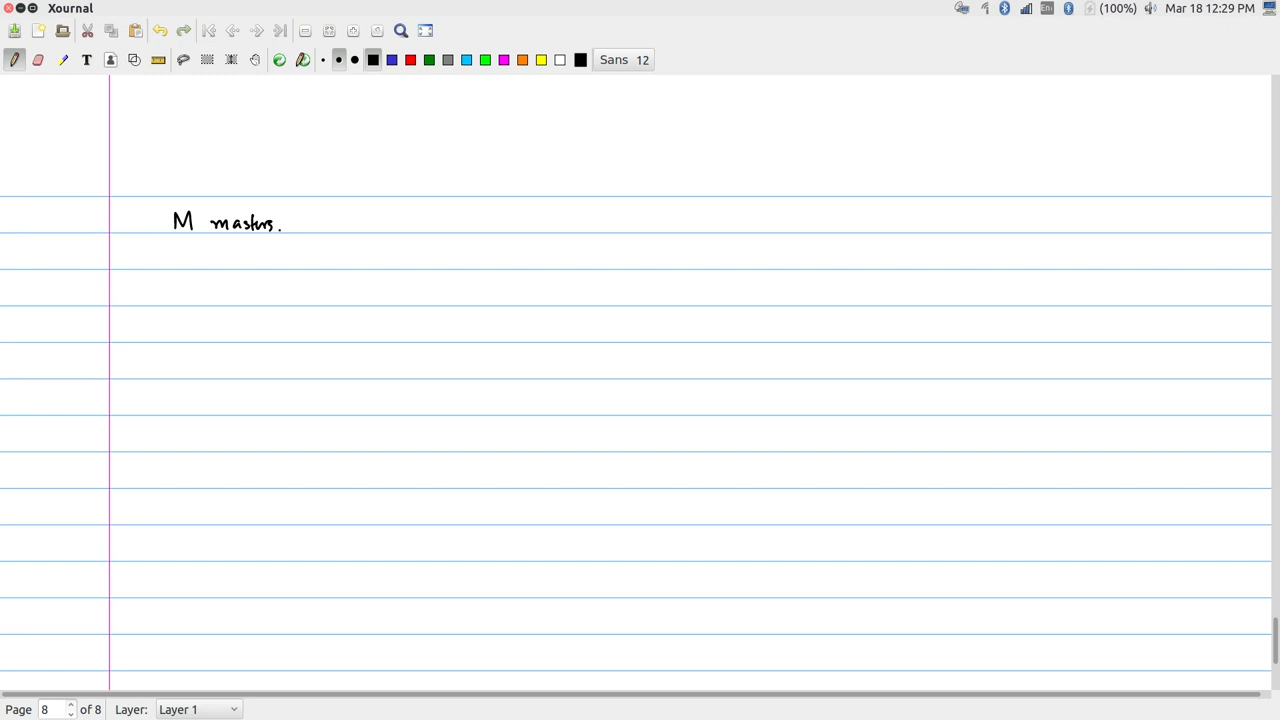 Xournal
(100%)
Mar 18 12:29 PM
Sans 12
M masters.
Page 8 of 8 Layer: Layer 1